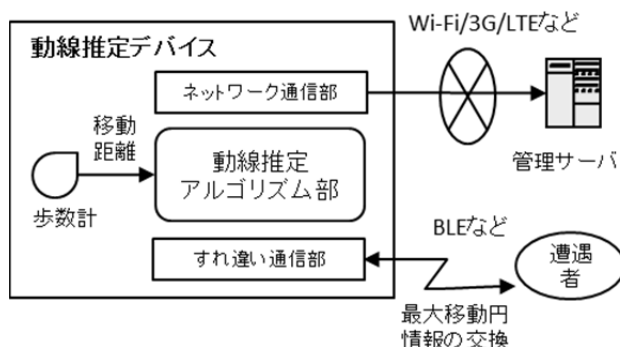 動線推定デバイス
Wi-Fi/3G/LTEなど
ネットワーク通信部
移動
距離
動線推定
アルゴリズム部
管理サーバ
歩数計
BLEなど
すれ違い通信部
遭遇
者
最大移動円
情報の交換